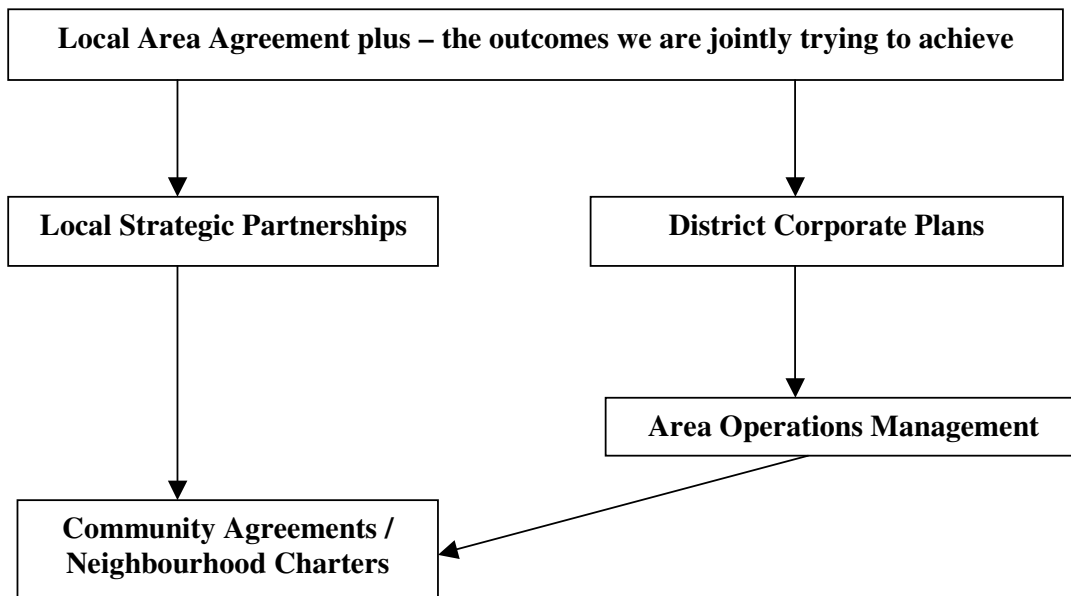 Local Area Agreement plus – the outcomes we are jointly trying to achieve
Local Strategic Partnerships
District Corporate Plans
Area Operations Management
Community Agreements /
Neighbourhood Charters